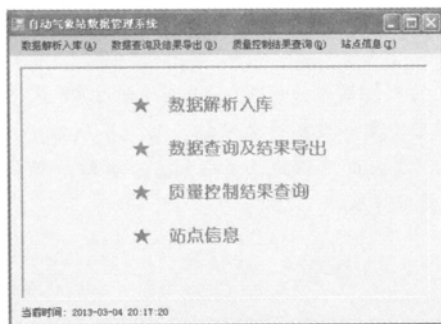 自动气象站数据管理系统
数据解析入库(A) 数据查询及结果导出(D) 质量控制结果查询(Q) 站点信息(I)
★ 数据解析入库
★ 数据查询及结果导出
★ 质量控制结果查询
★ 站点信息
当前时间: 2013-03-04 20:17:20